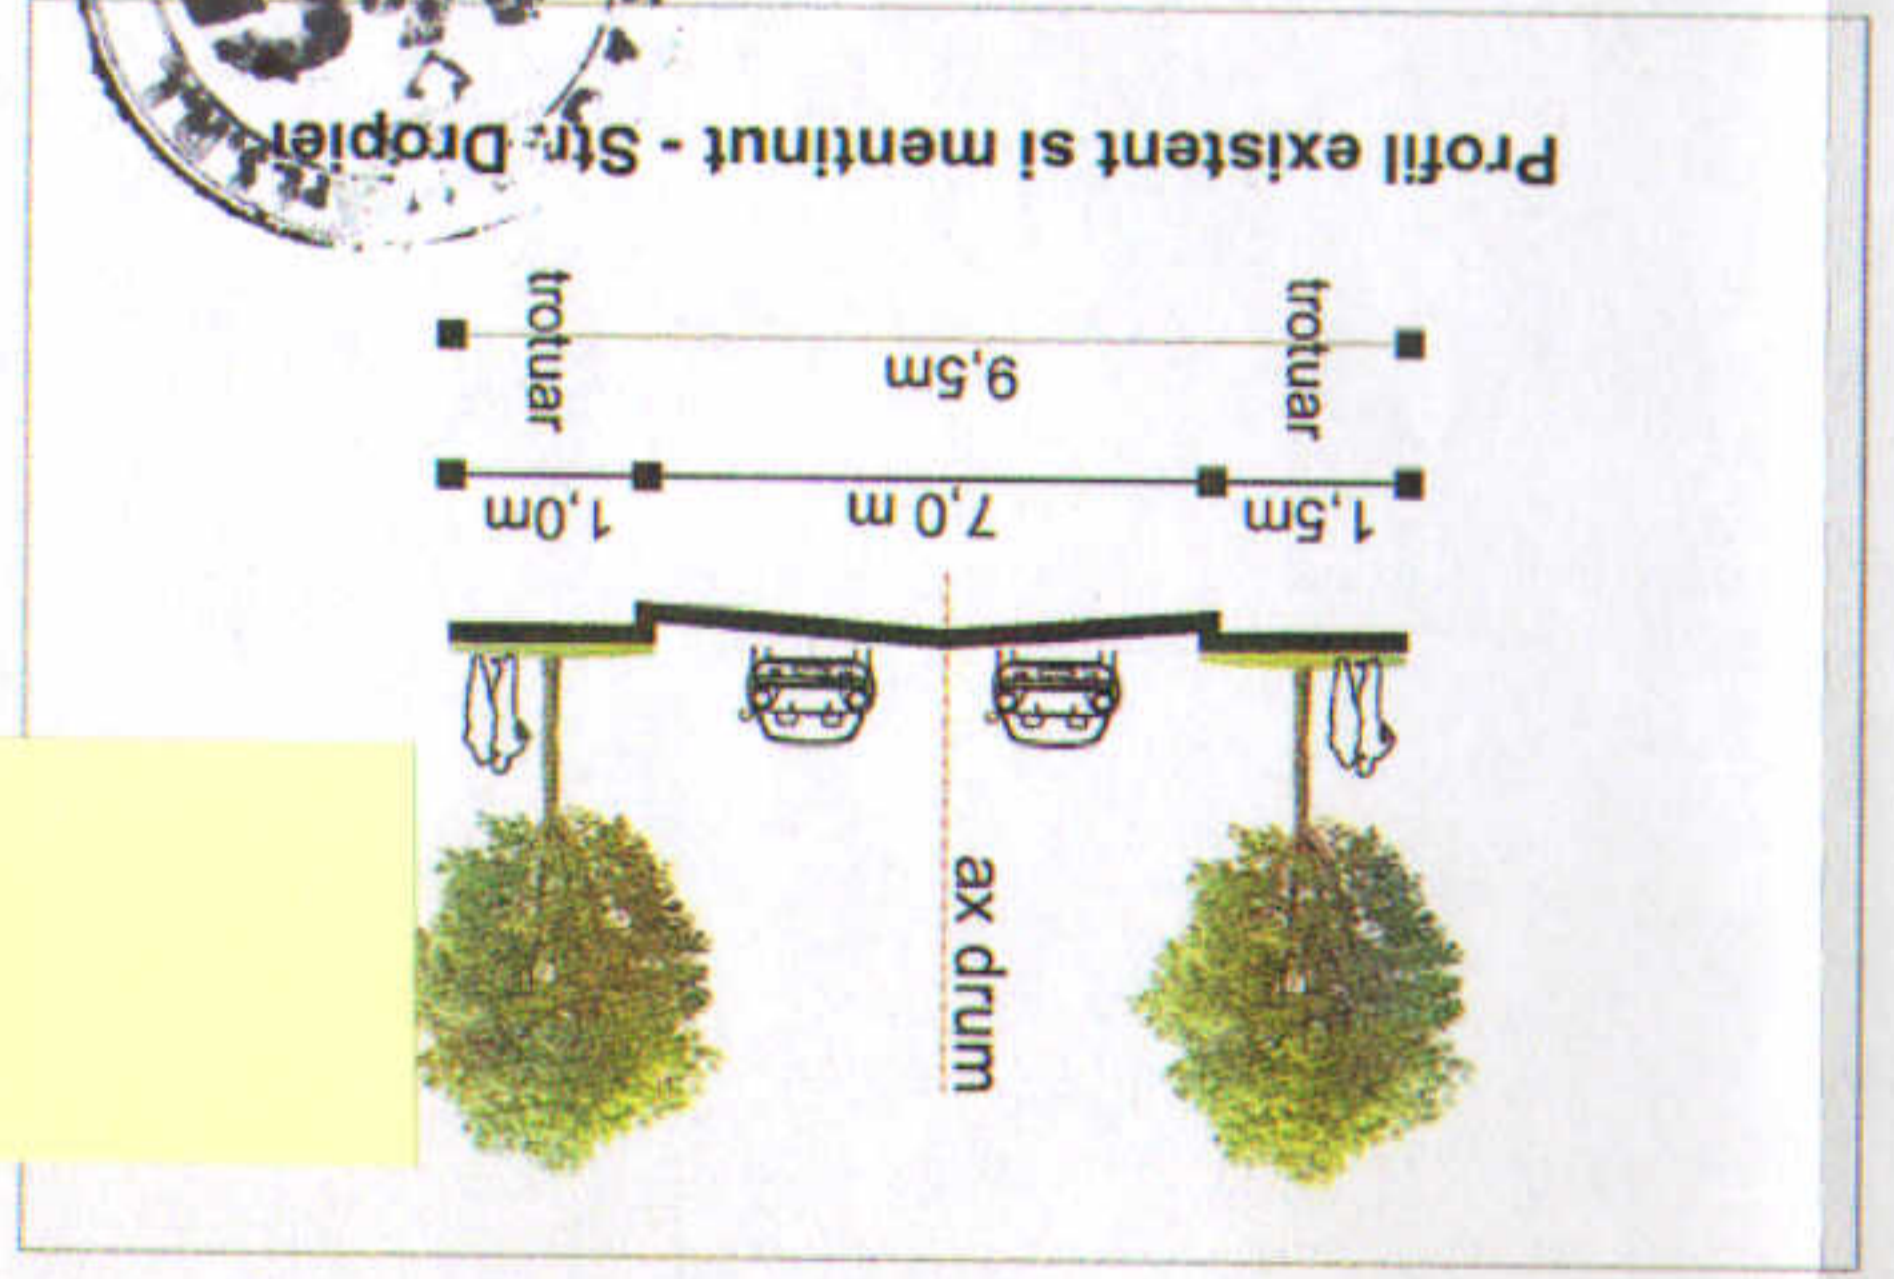 ax drum
1,5m 7,0 m 1,0m
9,5m
trotuar trotuar
Profil existent si mentinut - Str. Dropiei